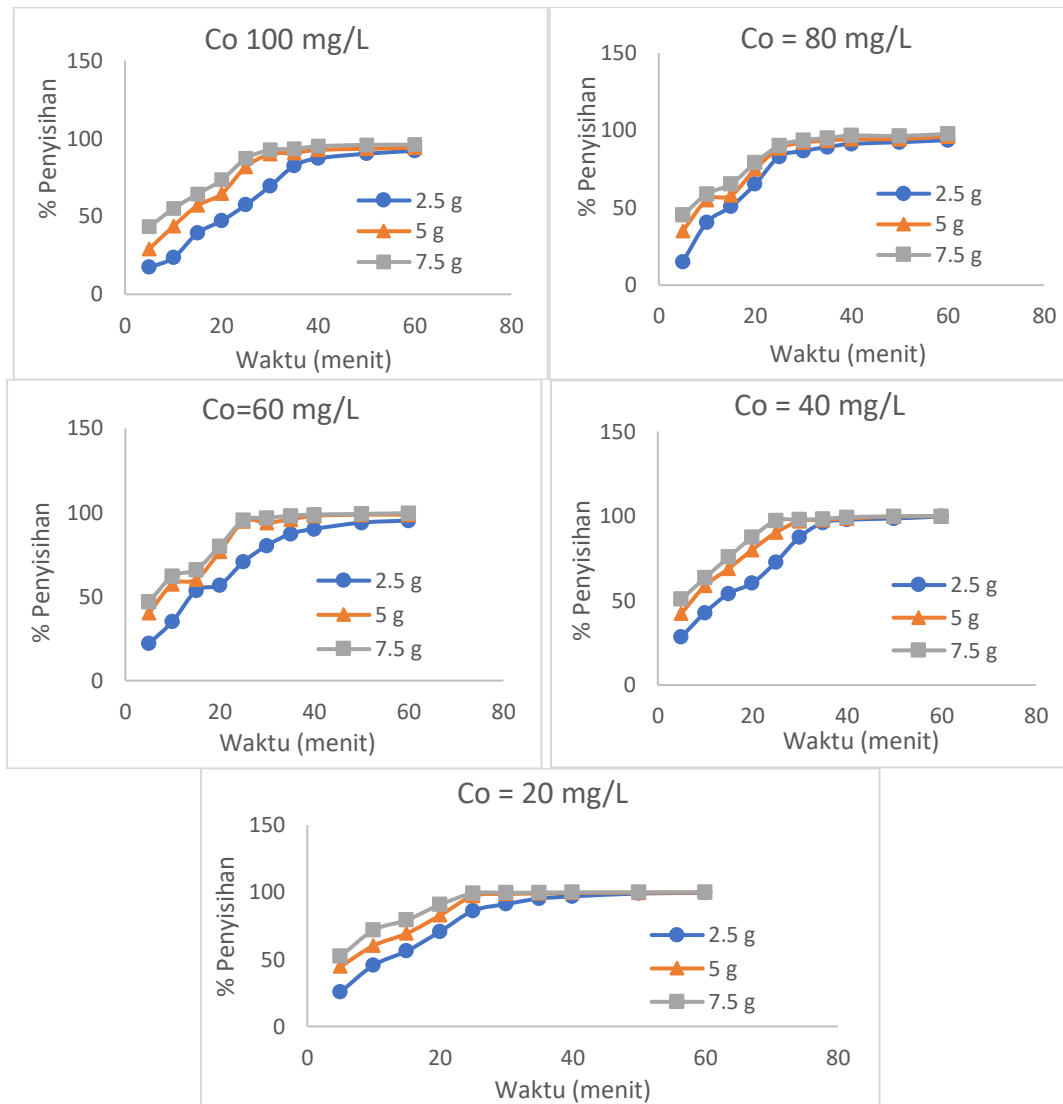 Co 100 mg/L
150
100
50
0
% Penyisihan
2.5 g
5 g
7.5 g
0 20 40 60 80
Waktu (menit)
Co = 80 mg/L
150
100
50
0
% Penyisihan
2.5 g
5 g
7.5 g
0 20 40 60 80
Waktu (menit)
Co=60 mg/L
150
100
50
0
% Penyisihan
2.5 g
5 g
7.5 g
0 20 40 60 80
Waktu (menit)
Co = 40 mg/L
150
100
50
0
% Penyisihan
2.5 g
5 g
7.5 g
0 20 40 60 80
Waktu (menit)
Co = 20 mg/L
150
100
50
0
% Penyisihan
2.5 g
5 g
7.5 g
0 20 40 60 80
Waktu (menit)